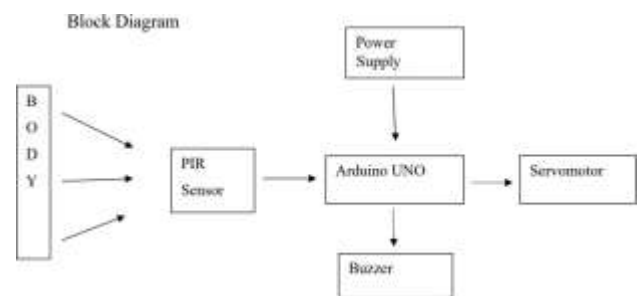 Block Diagram
Power
Supply
B
O
D
Y
PIR
Sensor
Arduino UNO
Servomotor
Buzzer